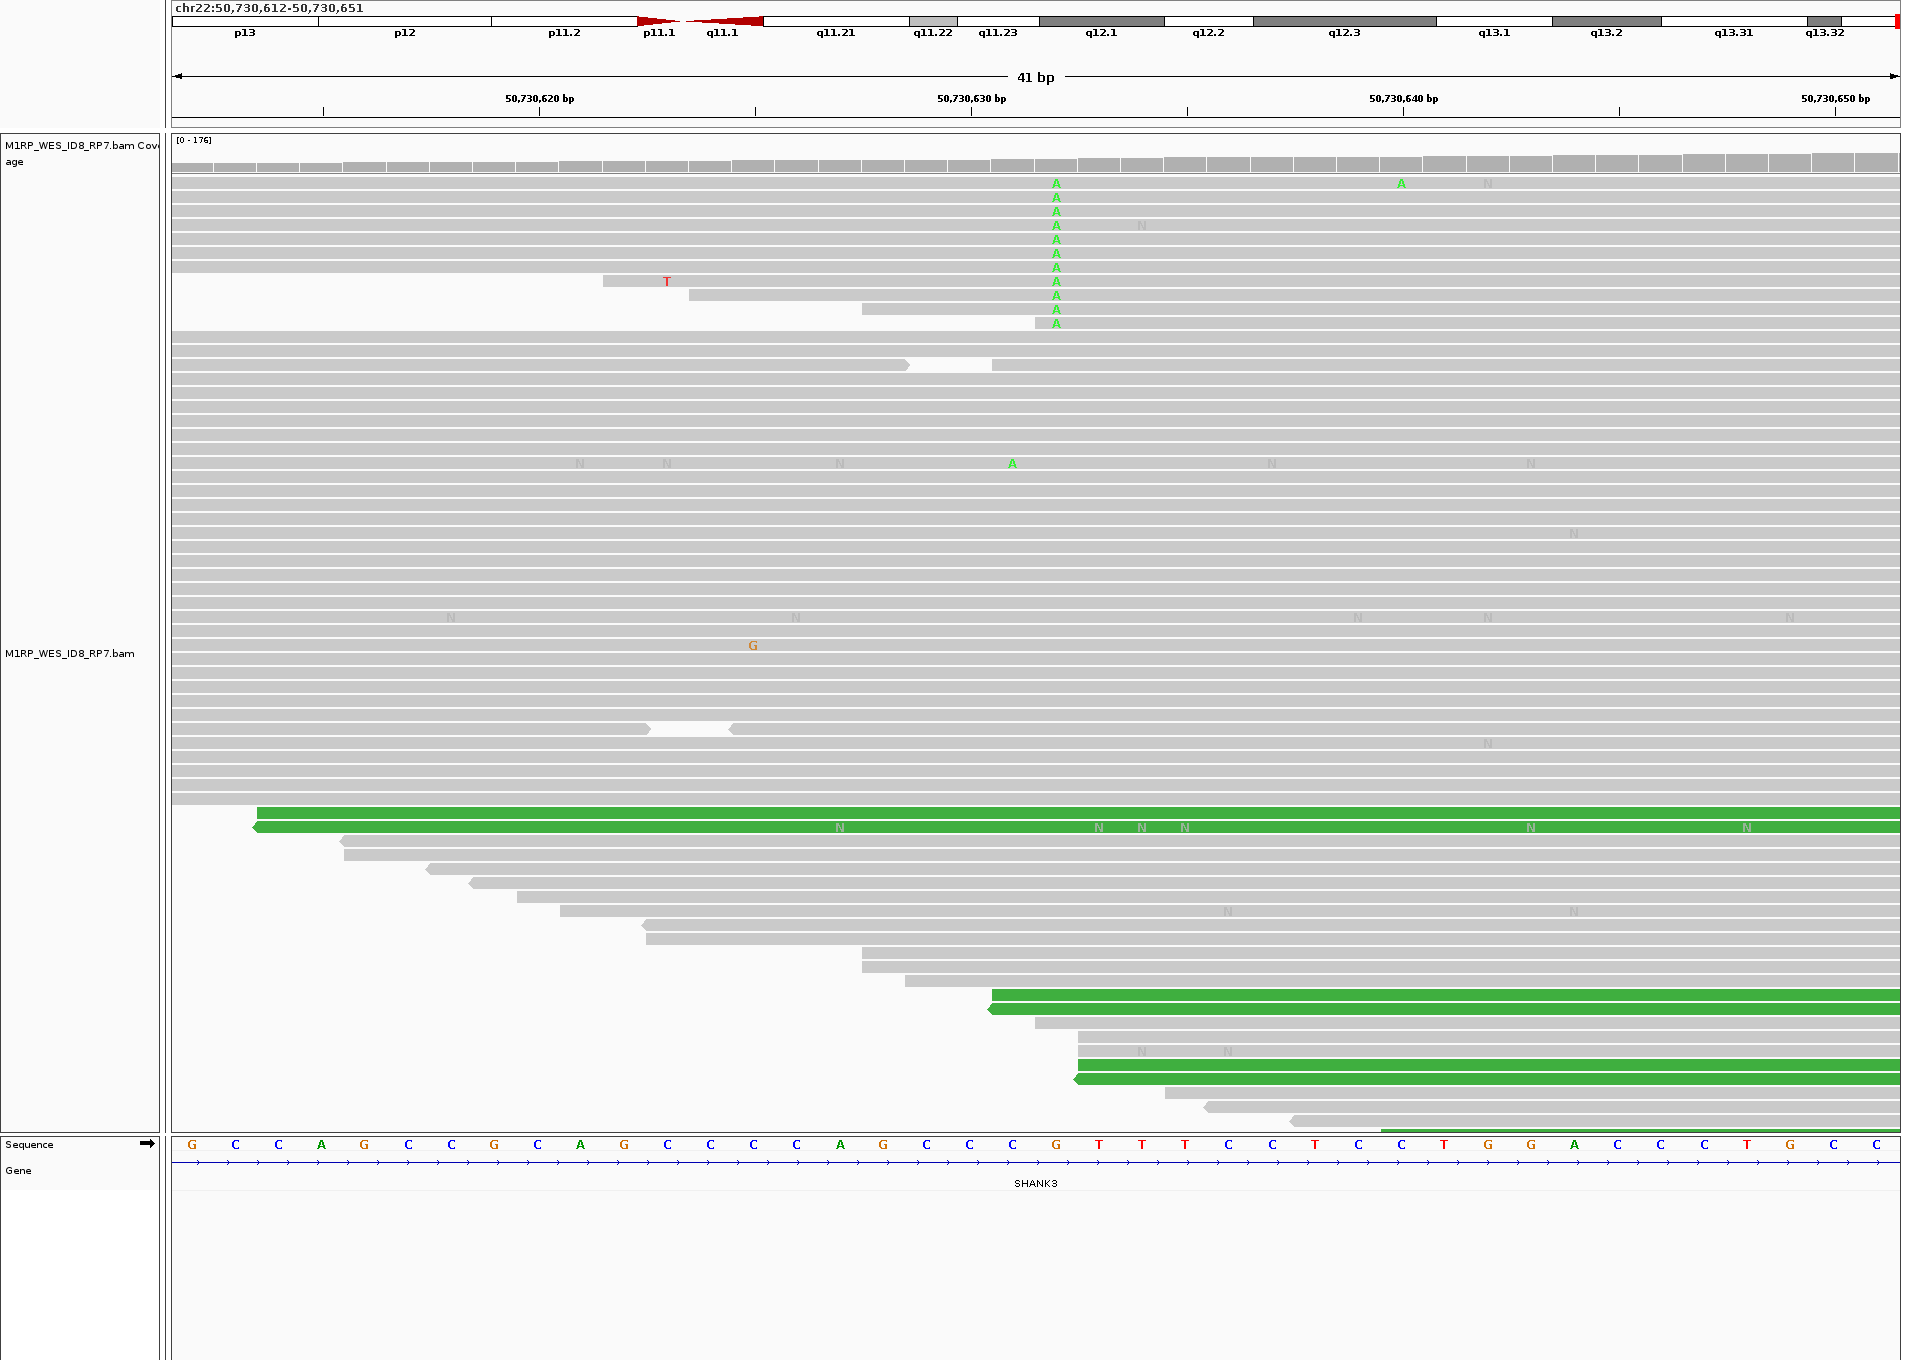 chr22:50,730,612-50,730,651
p13 p12 p11.2 p11.1 q11.1 q11.21 q11.22 q11.23 q12.1 q12.2 q12.3 q13.1 q13.2 q13.31 q13.32
41 bp
50,730,620 bp 50,730,630 bp 50,730,640 bp 50,730,650 bp
[0 - 176]
M1RP_WES_ID8_RP7.bam Cov
age
A A N
A
A
A N
A
A
A
T A
A
A
A
N N N A N N
N
N N N N N
G
M1RP_WES_ID8_RP7.bam
N
N N N N N N
N N
N N
Sequence G C C A G C C G C A G C C C C A G C C C G T T T C C T C C T G G A C C C T G C C
Gene
SHANK3